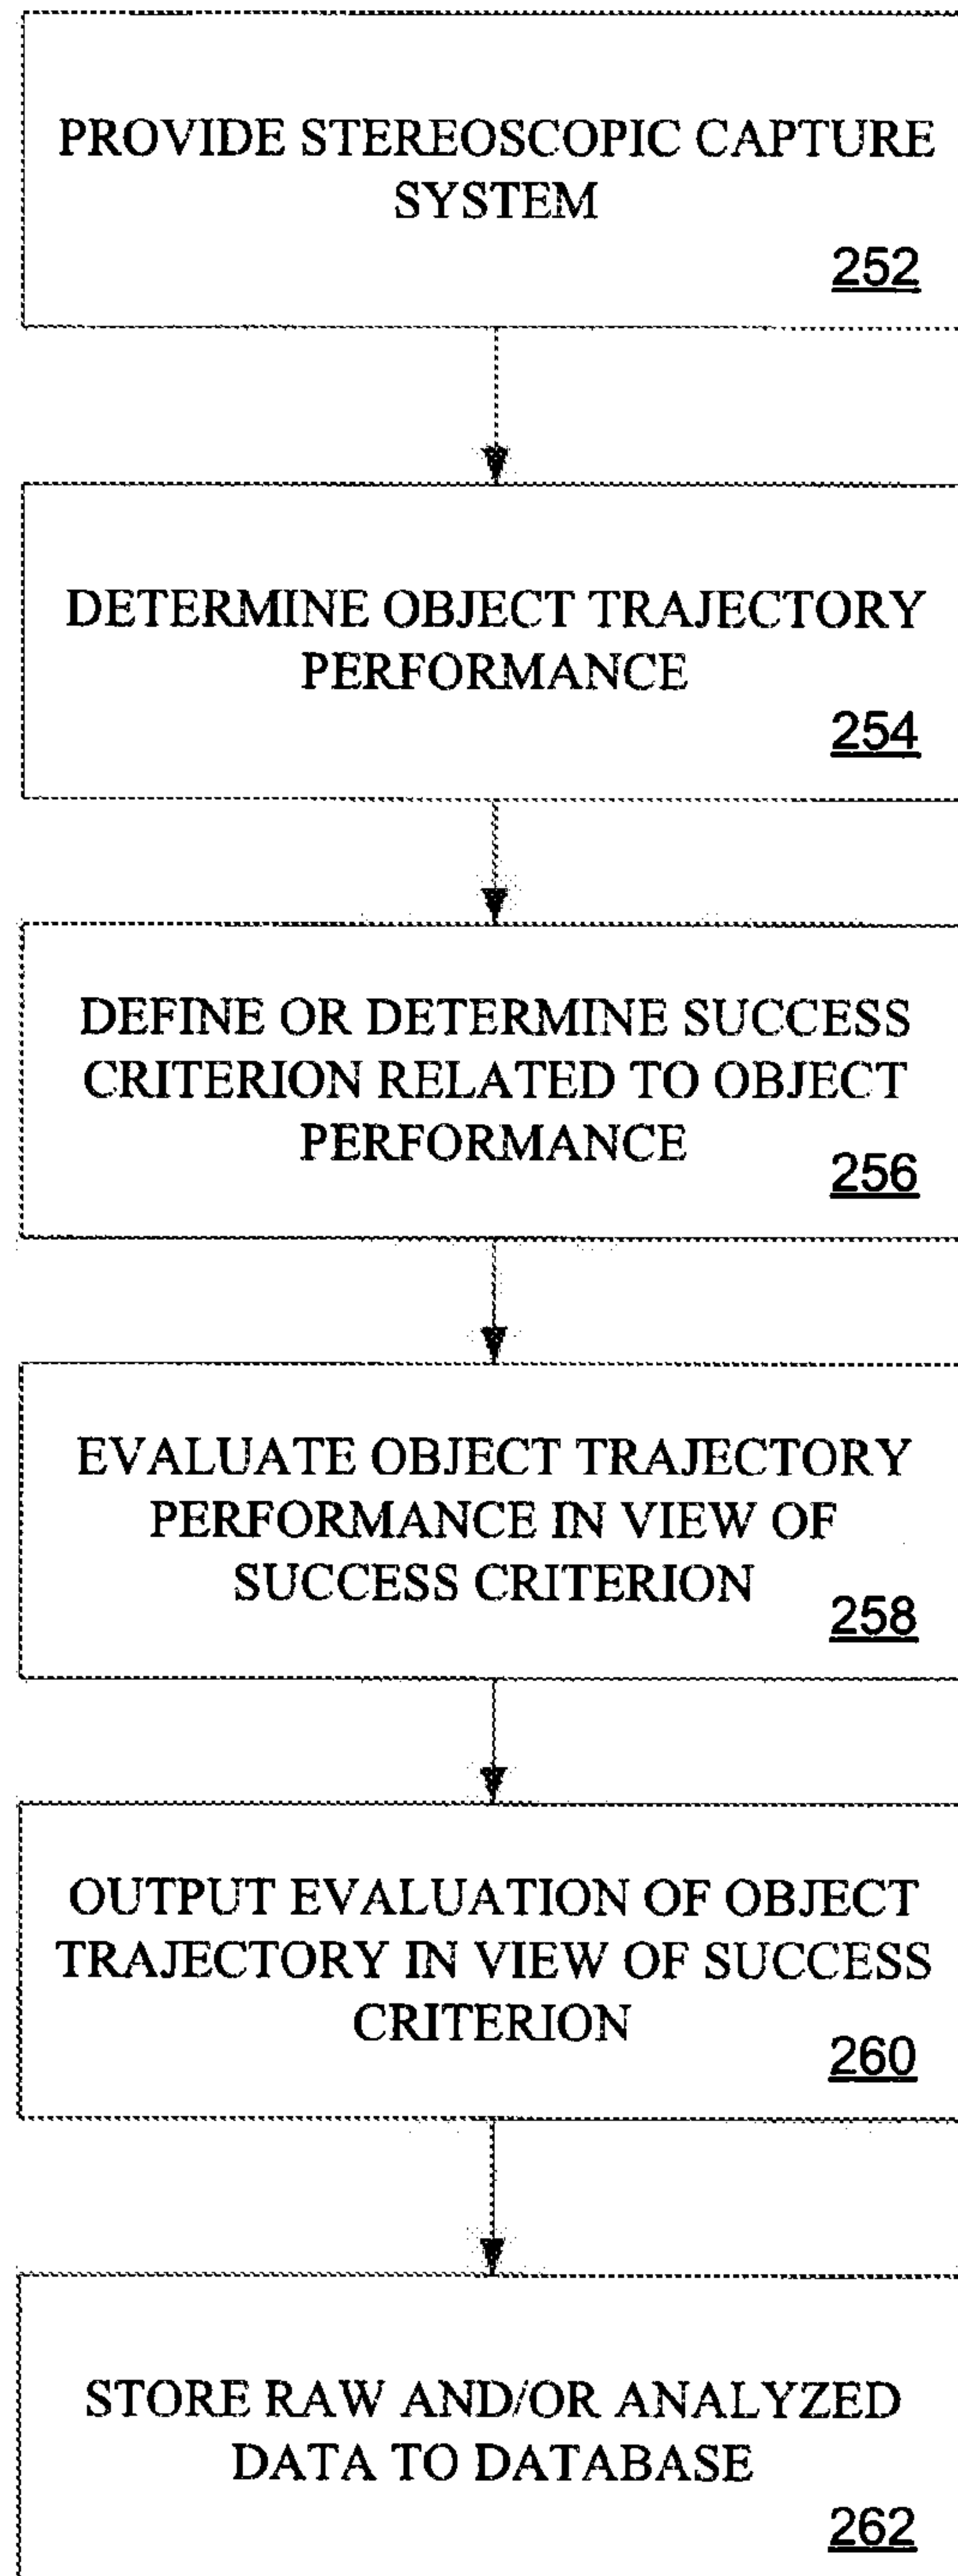 PROVIDE STEREOSCOPIC CAPTURE
SYSTEM
252
DETERMINE OBJECT TRAJECTORY
PERFORMANCE
254
DEFINE OR DETERMINE SUCCESS
CRITERION RELATED TO OBJECT
PERFORMANCE
256
EVALUATE OBJECT TRAJECTORY
PERFORMANCE IN VIEW OF
SUCCESS CRITERION
258
OUTPUT EVALUATION OF OBJECT
TRAJECTORY IN VIEW OF SUCCESS
CRITERION
260
STORE RAW AND/OR ANALYZED
DATA TO DATABASE
262